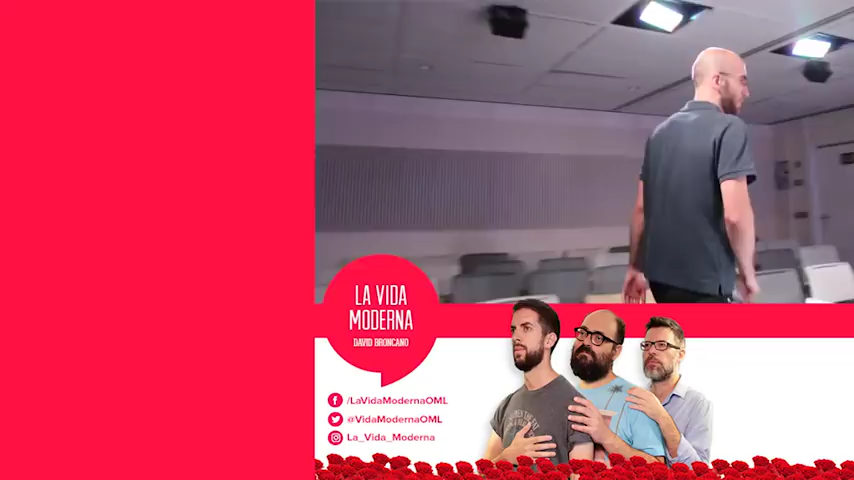 LA VIDA
MODERNA
DAVID BRONCANO
/LaVidaModernaOML
@VidaModernaOML
La_Vida_Moderna